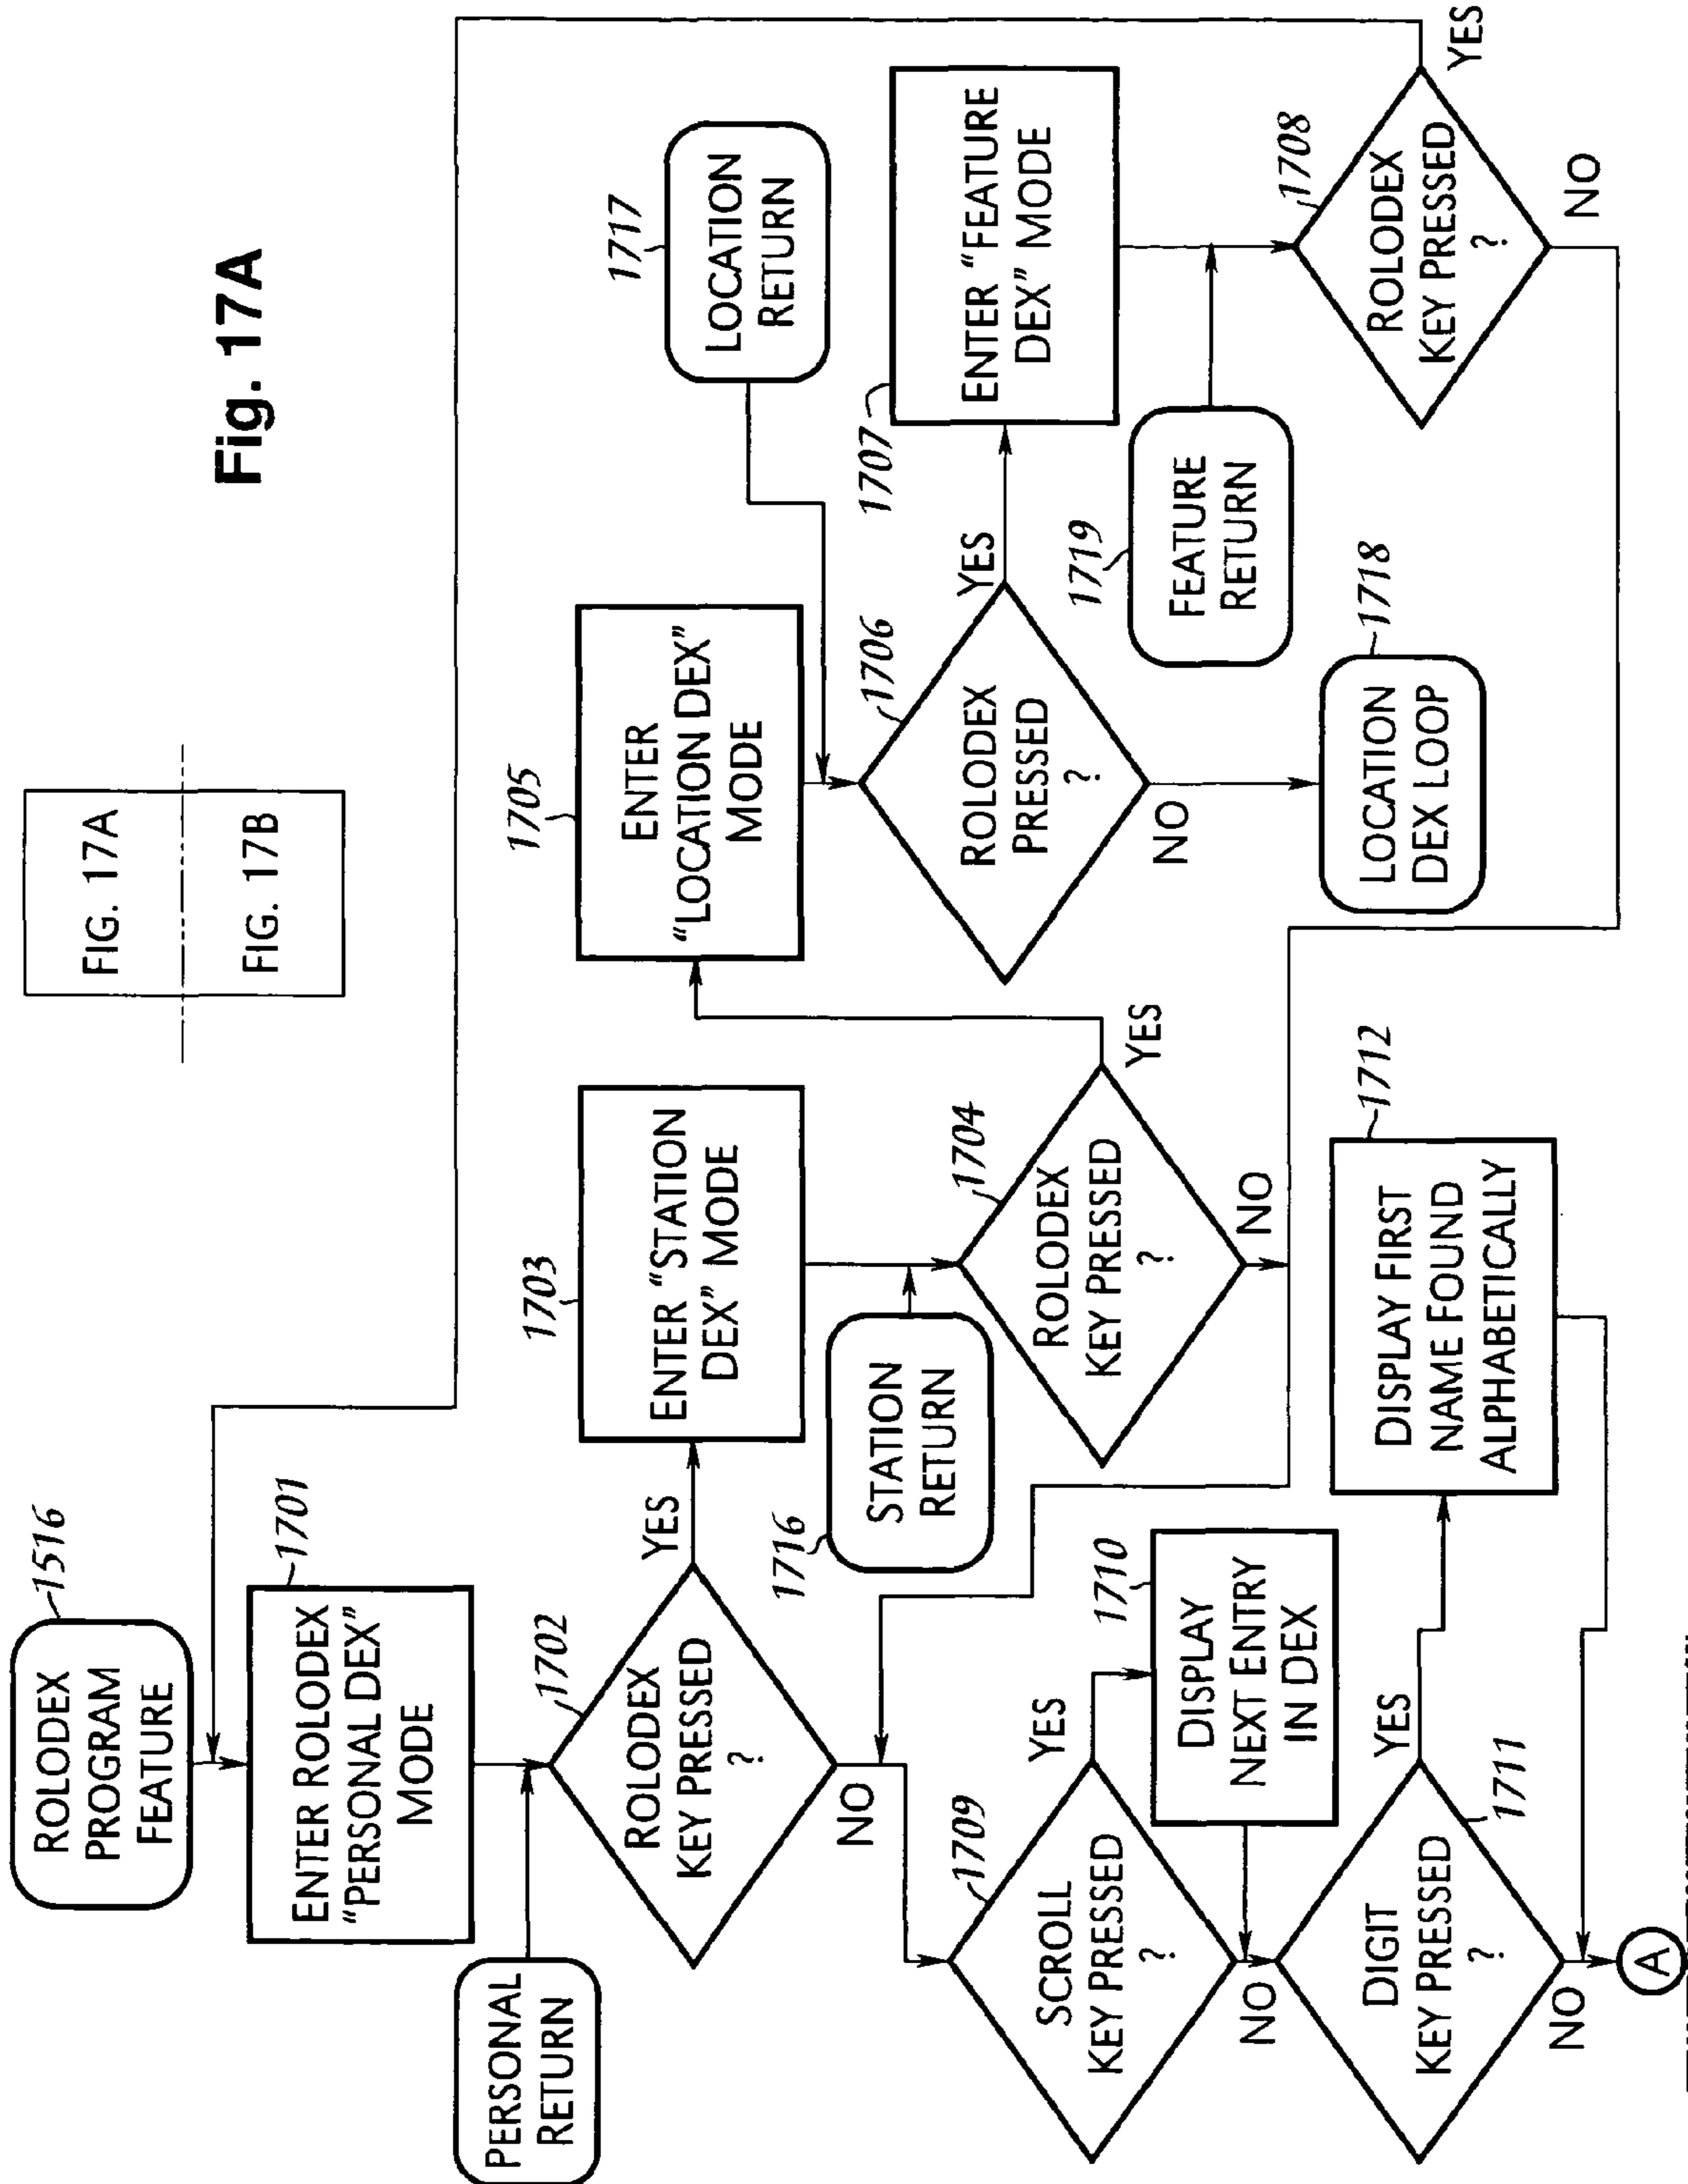 Fig. 17A
FIG. 17A
FIG. 17B
ROLODEX
PROGRAM
FEATURE
1516
ENTER ROLODEX
“PERSONAL DEX”
MODE
1701
PERSONAL
RETURN
ROLODEX
KEY PRESSED
?
1702
YES
NO
ENTER “STATION
DEX” MODE
1703
STATION
RETURN
1716
ROLODEX
KEY PRESSED
?
1704
YES
NO
ENTER
“LOCATION DEX”
MODE
1705
LOCATION
RETURN
1717
ROLODEX
PRESSED
?
1706
YES
NO
LOCATION
DEX LOOP
1718
ENTER “FEATURE
DEX” MODE
1707
FEATURE
RETURN
1719
ROLODEX
KEY PRESSED
?
1708
YES
NO
SCROLL
KEY PRESSED
?
1709
YES
NO
DISPLAY
NEXT ENTRY
IN DEX
1710
DIGIT
KEY PRESSED
?
1711
YES
NO
DISPLAY FIRST
NAME FOUND
ALPHABETICALLY
1712
A